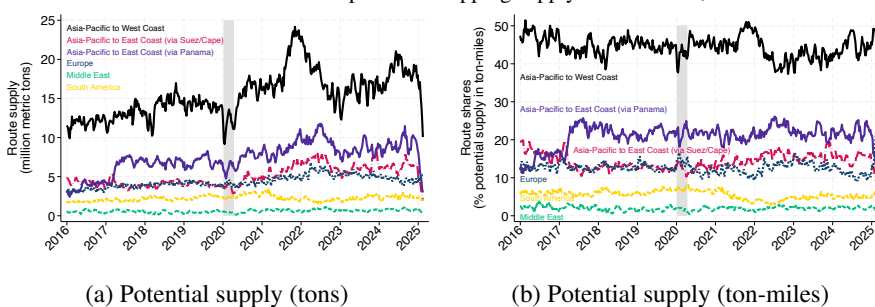 Route supply
(million metric tons)
25
20
15
10
5
0
Asia-Pacific to West Coast
Asia-Pacific to East Coast (via Suez/Cape)
Asia-Pacific to East Coast (via Panama)
Europe
Middle East
South America
2016 2017 2018 2019 2020 2021 2022 2023 2024 2025
(a) Potential supply (tons)
Route shares
(% potential supply in ton-miles)
50
40
30
20
10
0
Asia-Pacific to West Coast
Asia-Pacific to East Coast (via Panama)
Asia-Pacific to East Coast (via Suez/Cape)
Europe
South America
Middle East
2016 2017 2018 2019 2020 2021 2022 2023 2024 2025
(b) Potential supply (ton-miles)